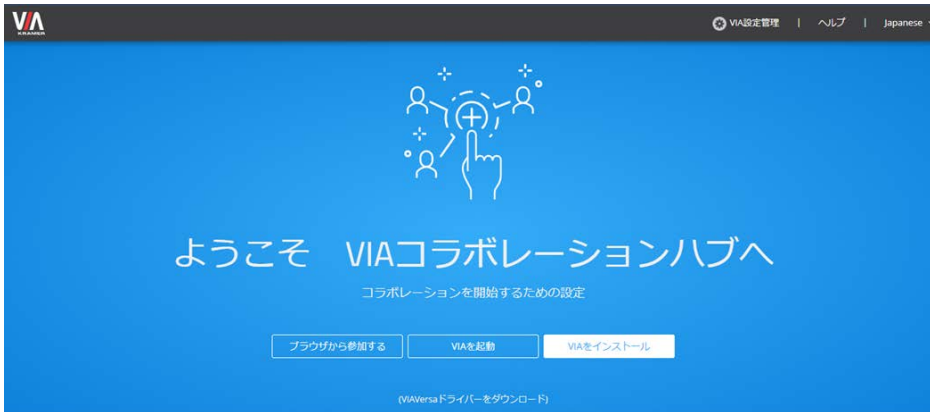 VIA
KRAMER
VIA設定管理 | ヘルプ | Japanese
ようこそ VIAコラボレーションハブへ
コラボレーションを開始するための設定
ブラウザから参加する
VIAを起動
VIAをインストール
(VIAVersaドライバーをダウンロード)